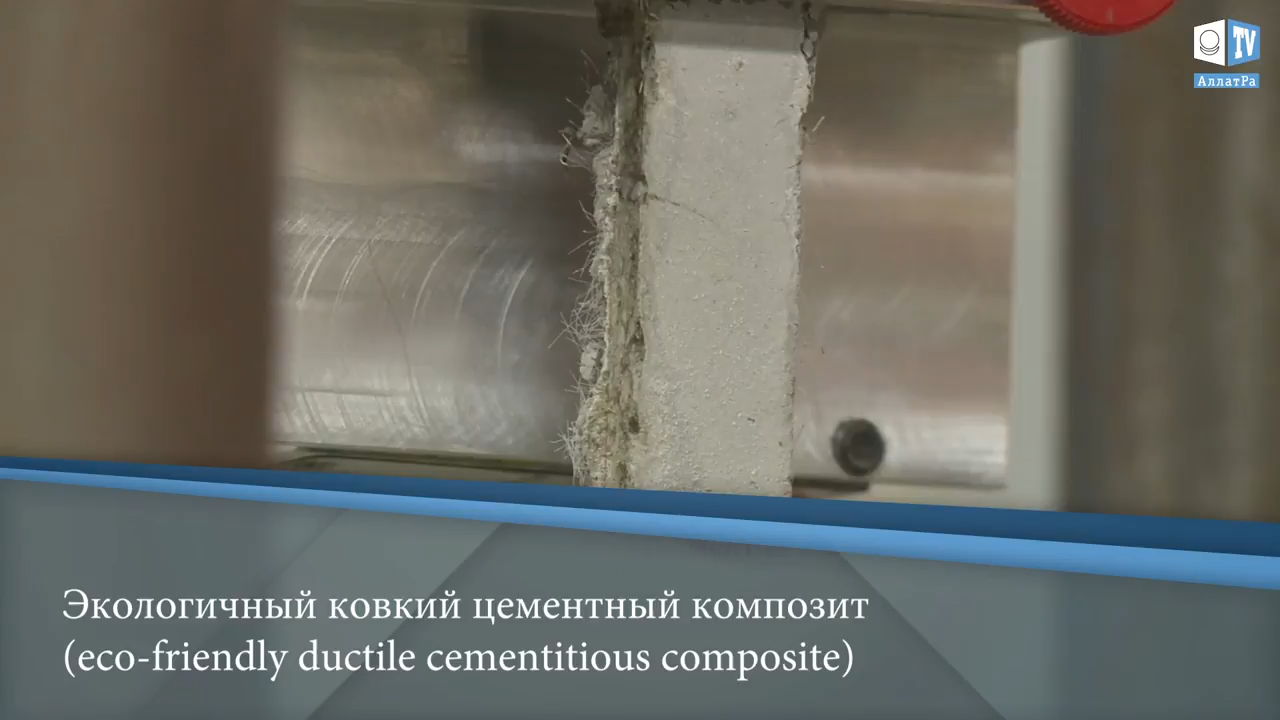 TV
АллатРа
Экологичный ковкий цементный композит
(eco-friendly ductile cementitious composite)